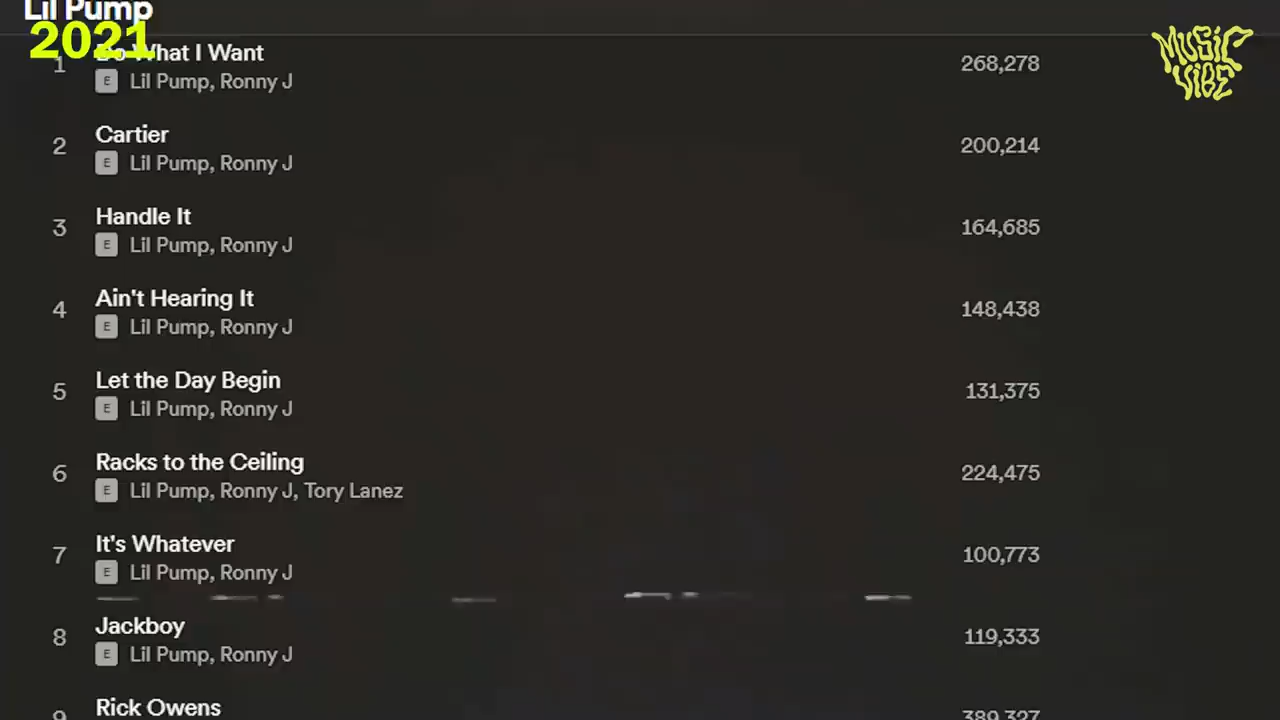 Lil Pump
2021
MUSIC
VIBE
1 Do What I Want 268,278
E Lil Pump, Ronny J
2 Cartier 200,214
E Lil Pump, Ronny J
3 Handle It 164,685
E Lil Pump, Ronny J
4 Ain't Hearing It 148,438
E Lil Pump, Ronny J
5 Let the Day Begin 131,375
E Lil Pump, Ronny J
6 Racks to the Ceiling 224,475
E Lil Pump, Ronny J, Tory Lanez
7 It's Whatever 100,773
E Lil Pump, Ronny J
8 Jackboy 119,333
E Lil Pump, Ronny J
9 Rick Owens 389,327